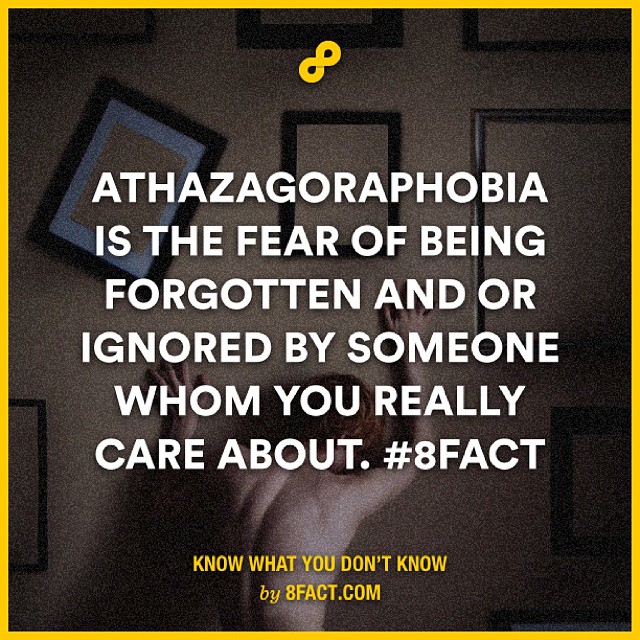 ATHAZAGORAPHOBIA
IS THE FEAR OF BEING
FORGOTTEN AND OR
IGNORED BY SOMEONE
WHOM YOU REALLY
CARE ABOUT. #8FACT
KNOW WHAT YOU DON'T KNOW
by 8FACT.COM